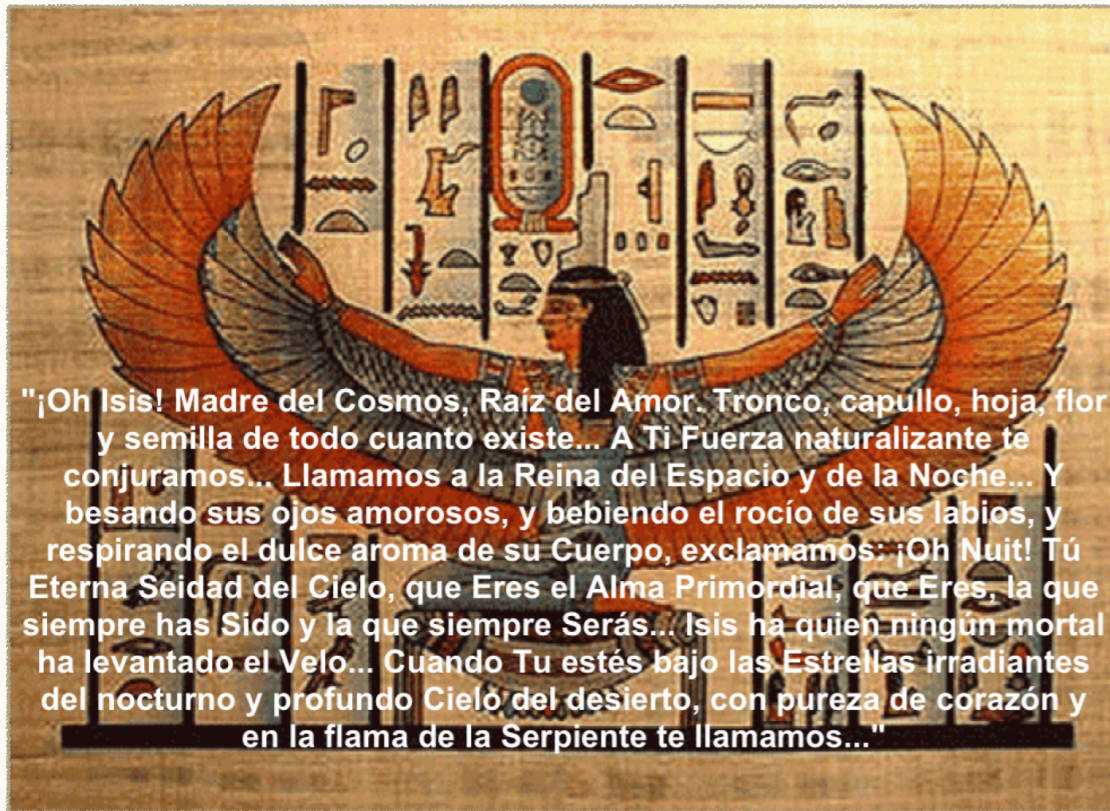 "¡Oh Isis! Madre del Cosmos, Raíz del Amor. Tronco, capullo, hoja, flor
y semilla de todo cuanto existe... A Ti Fuerza naturalizante te
conjuramos... Llamamos a la Reina del Espacio y de la Noche... Y
besando sus ojos amorosos, y bebiendo el rocío de sus labios, y
respirando el dulce aroma de su Cuerpo, exclamamos: ¡Oh Nuit! Tú
Eterna Seidad del Cielo, que Eres el Alma Primordial, que Eres, la que
siempre has Sido y la que siempre Serás... Isis ha quien ningún mortal
ha levantado el Velo... Cuando Tu estés bajo las Estrellas irradiantes
del nocturno y profundo Cielo del desierto, con pureza de corazón y
en la flama de la Serpiente te llamamos..."